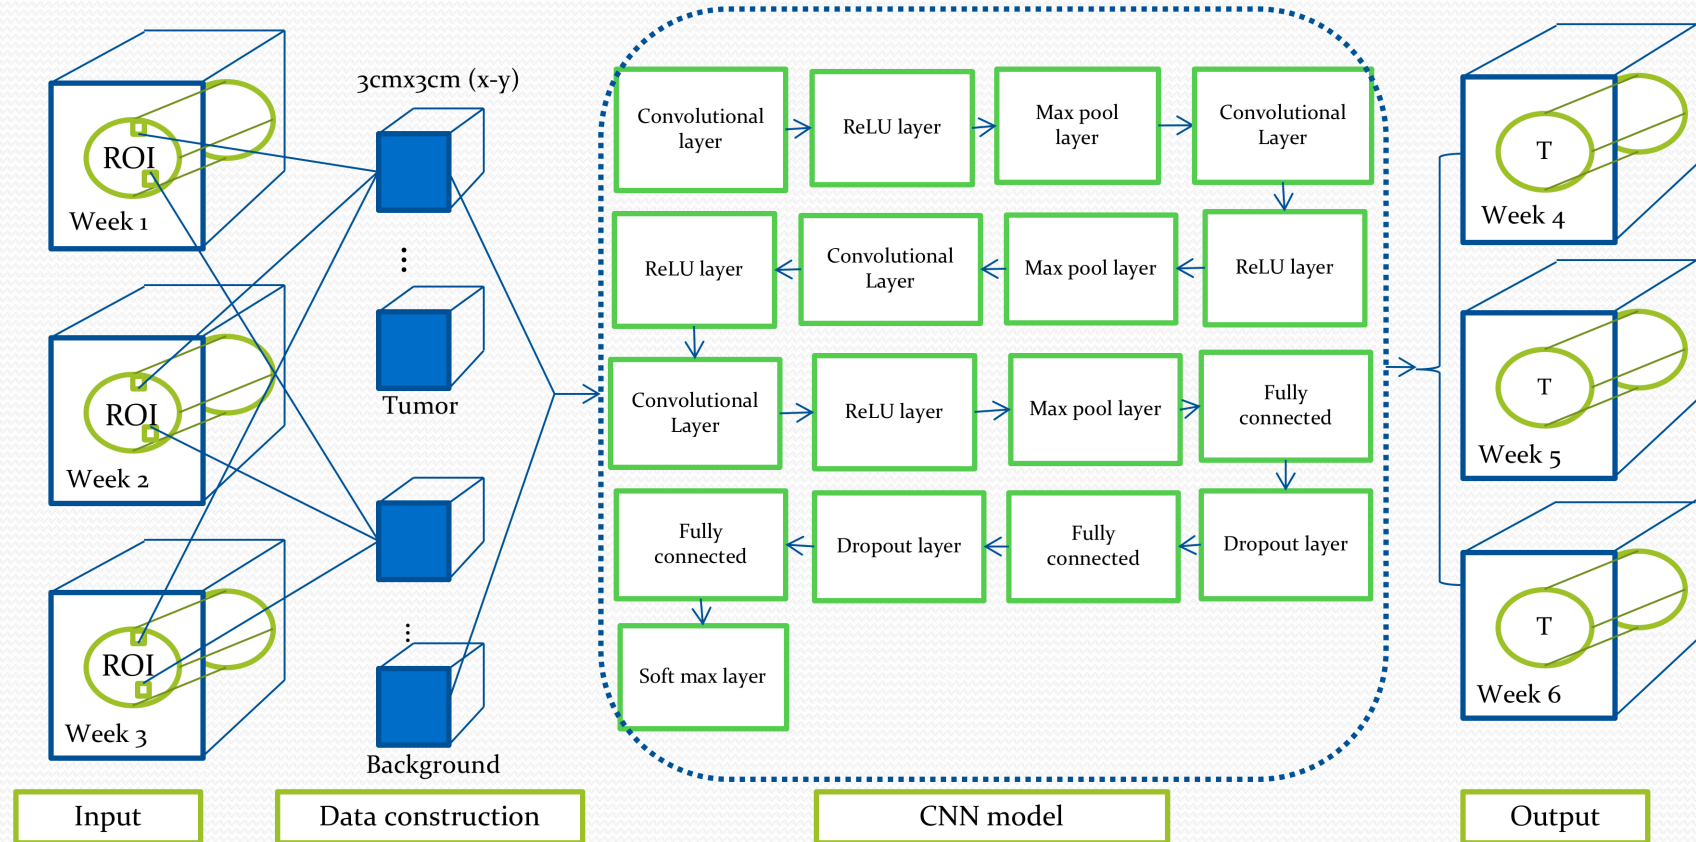 ROI
Week 1
ROI
Week 2
ROI
Week 3
Input
3cmx3cm (x-y)
⋮
Tumor
⋮
Background
Data construction
Convolutional
layer
ReLU layer
Max pool
layer
Convolutional
Layer
ReLU layer
Convolutional
Layer
Max pool layer
ReLU layer
Convolutional
Layer
ReLU layer
Max pool layer
Fully
connected
Fully
connected
Dropout layer
Fully
connected
Dropout layer
Soft max layer
CNN model
T
Week 4
T
Week 5
T
Week 6
Output